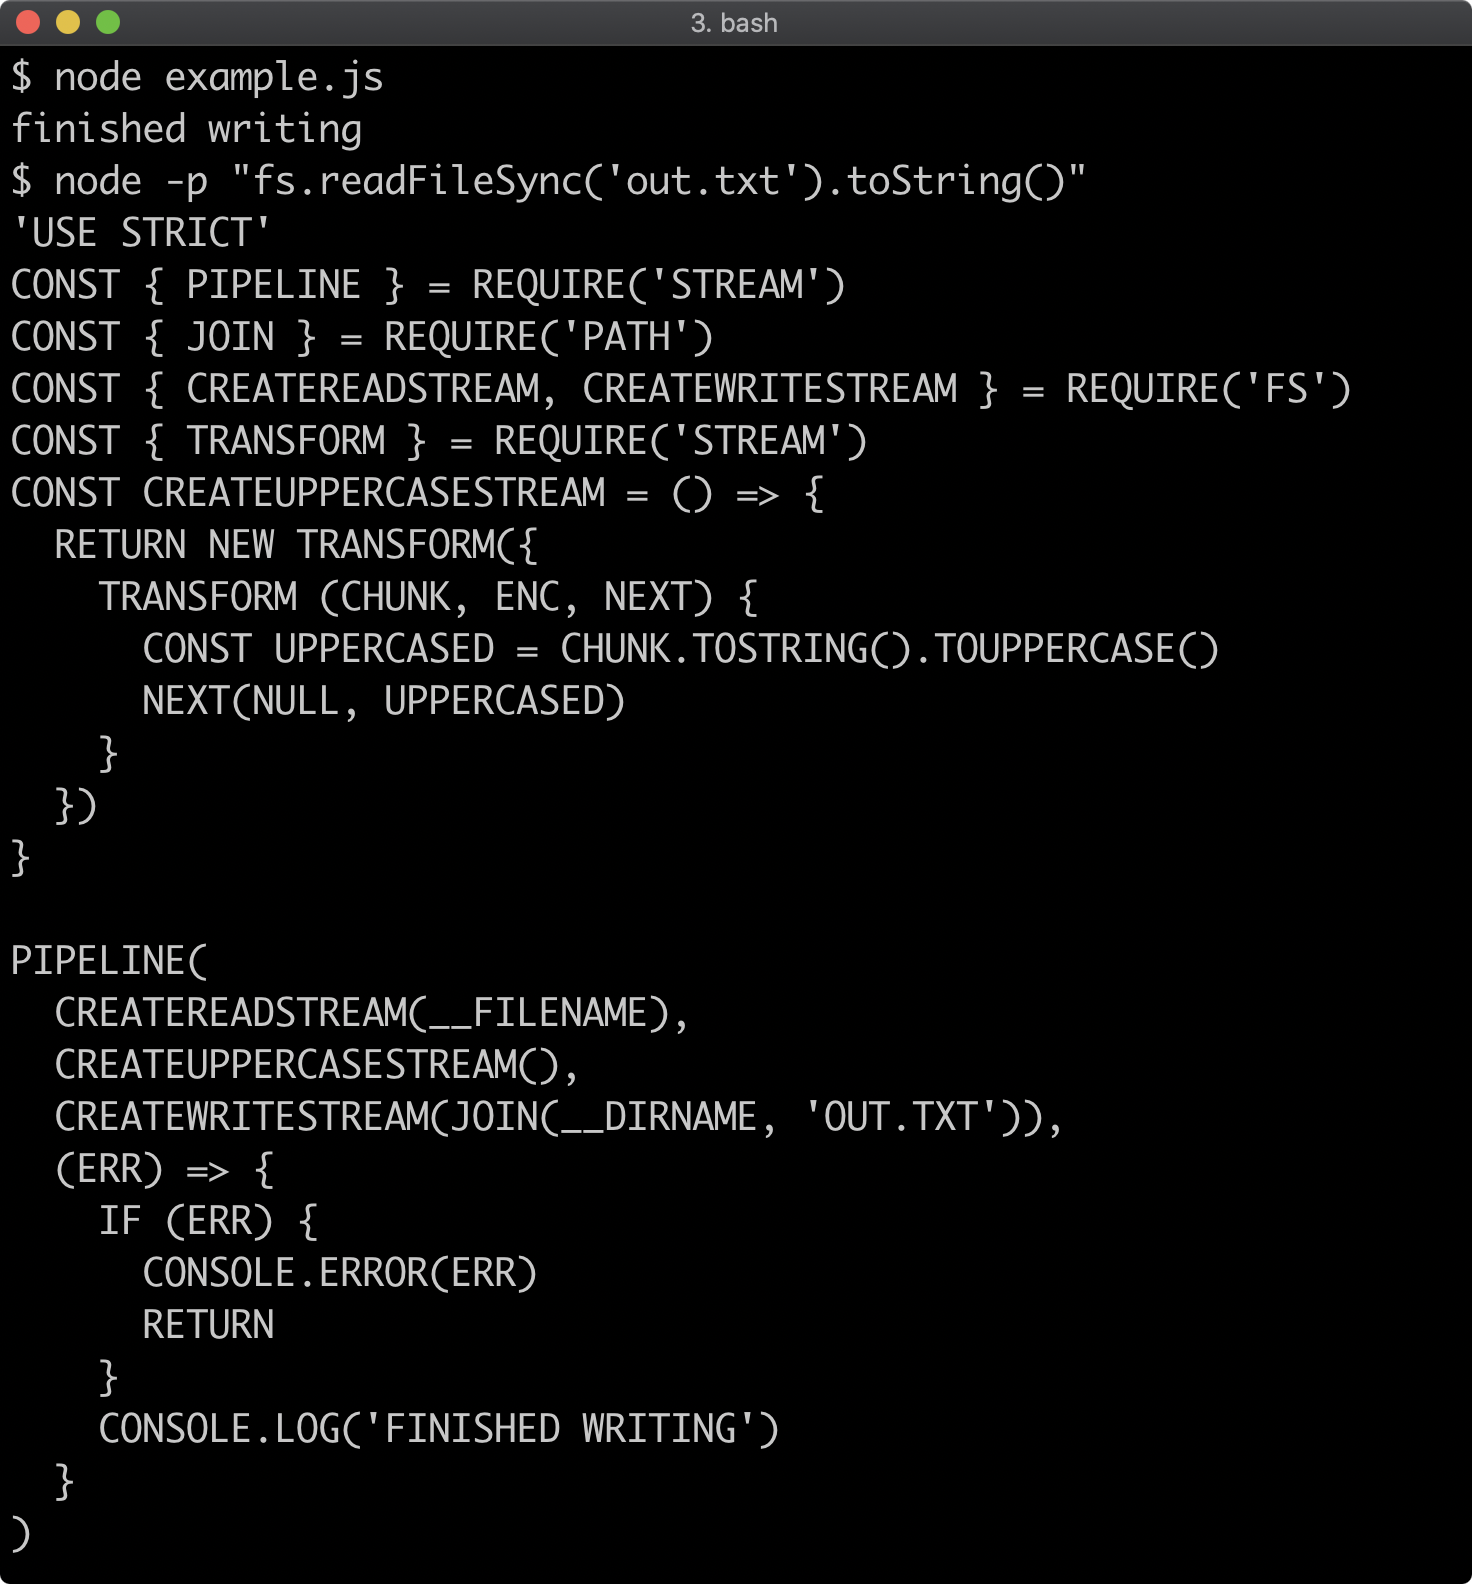 3. bash
$ node example.js
finished writing
$ node -p "fs.readFileSync('out.txt').toString()"
'USE STRICT'
CONST { PIPELINE } = REQUIRE('STREAM')
CONST { JOIN } = REQUIRE('PATH')
CONST { CREATEREADSTREAM, CREATEWRITESTREAM } = REQUIRE('FS')
CONST { TRANSFORM } = REQUIRE('STREAM')
CONST CREATEUPPERCASESTREAM = () => {
  RETURN NEW TRANSFORM({
    TRANSFORM (CHUNK, ENC, NEXT) {
      CONST UPPERCASED = CHUNK.TOSTRING().TOUPPERCASE()
      NEXT(NULL, UPPERCASED)
    }
  })
}

PIPELINE(
  CREATEREADSTREAM(__FILENAME),
  CREATEUPPERCASESTREAM(),
  CREATEWRITESTREAM(JOIN(__DIRNAME, 'OUT.TXT')),
  (ERR) => {
    IF (ERR) {
      CONSOLE.ERROR(ERR)
      RETURN
    }
    CONSOLE.LOG('FINISHED WRITING')
  }
)